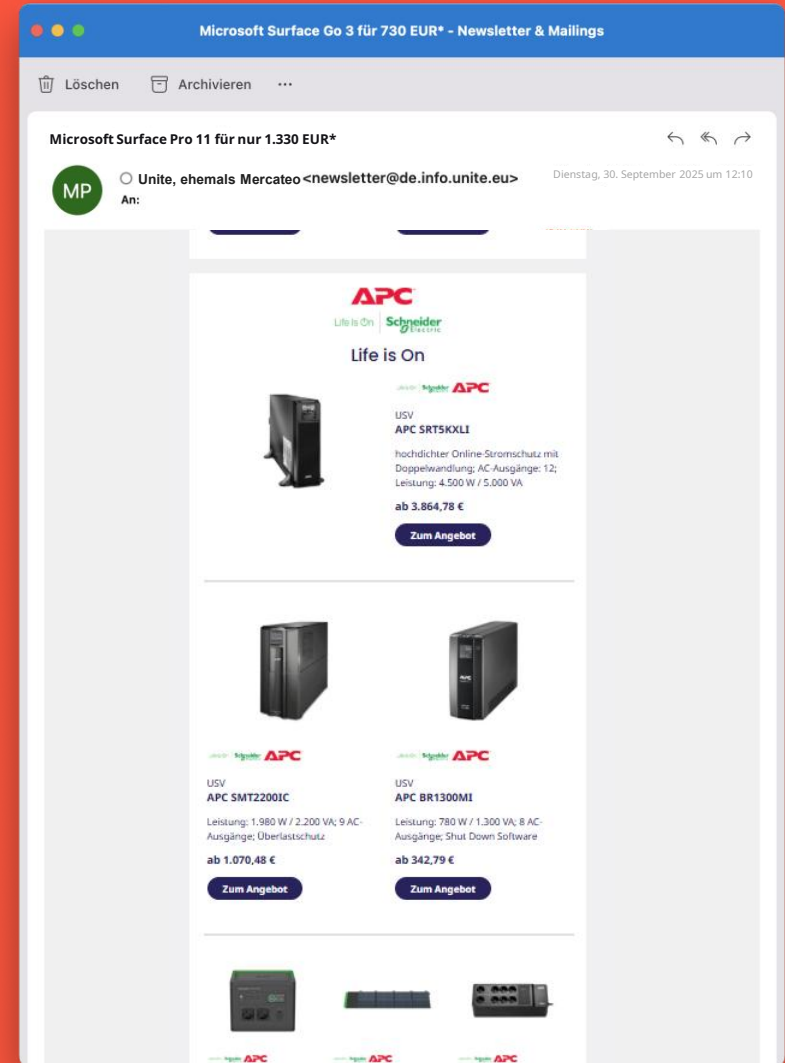 Microsoft Surface Go 3 für 730 EUR* - Newsletter & Mailings
Löschen
Archivieren
...
Microsoft Surface Pro 11 für nur 1.330 EUR*
MP
Unite, ehemals Mercateo <newsletter@de.info.unite.eu>
Dienstag, 30. September 2025 um 12:10
An:
APC
Life Is On | Schneider Electric
Life is On
Schneider APC
USV
APC SRT5KXLI
hochdichter Online-Stromschutz mit
Doppelwandlung; AC-Ausgänge: 12;
Leistung: 4.500 W / 5.000 VA
ab 3.864,78 €
Zum Angebot
Schneider APC
USV
APC SMT2200IC
Leistung: 1.980 W / 2.200 VA; 9 AC-
Ausgänge; Überlastschutz
ab 1.070,48 €
Zum Angebot
APC
Schneider APC
USV
APC BR1300MI
Leistung: 780 W / 1.300 VA; 8 AC-
Ausgänge; Shut Down Software
ab 342,79 €
Zum Angebot
APC
APC
APC